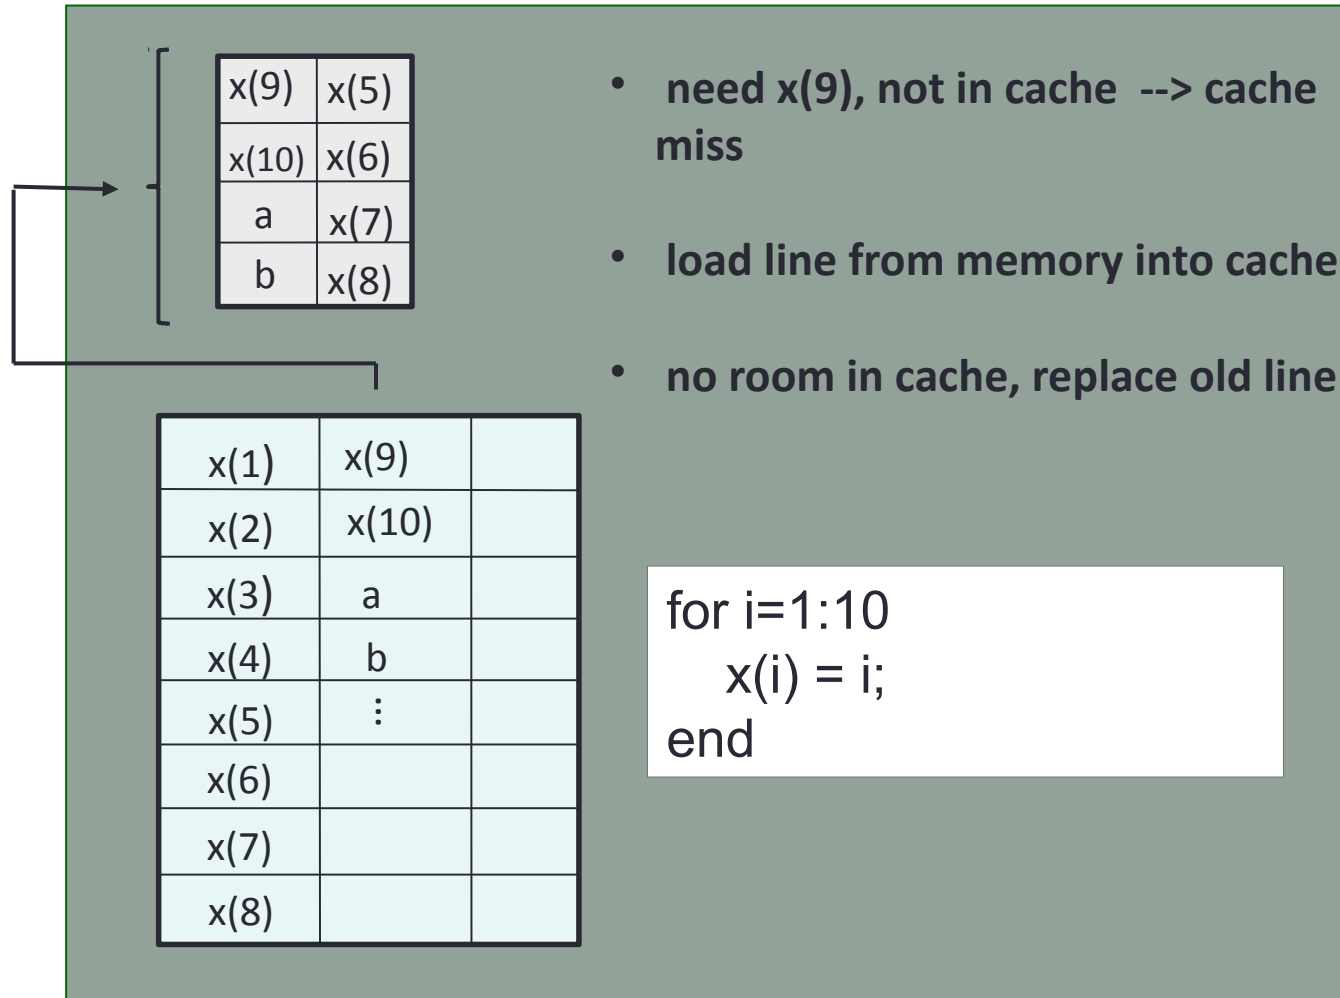 x(9) x(5)
x(10) x(6)
a x(7)
b x(8)
• need x(9), not in cache --> cache
miss
• load line from memory into cache
• no room in cache, replace old line
x(1) x(9)
x(2) x(10)
x(3) a
x(4) b
x(5) ⋮
x(6)
x(7)
x(8)
for i=1:10
x(i) = i;
end